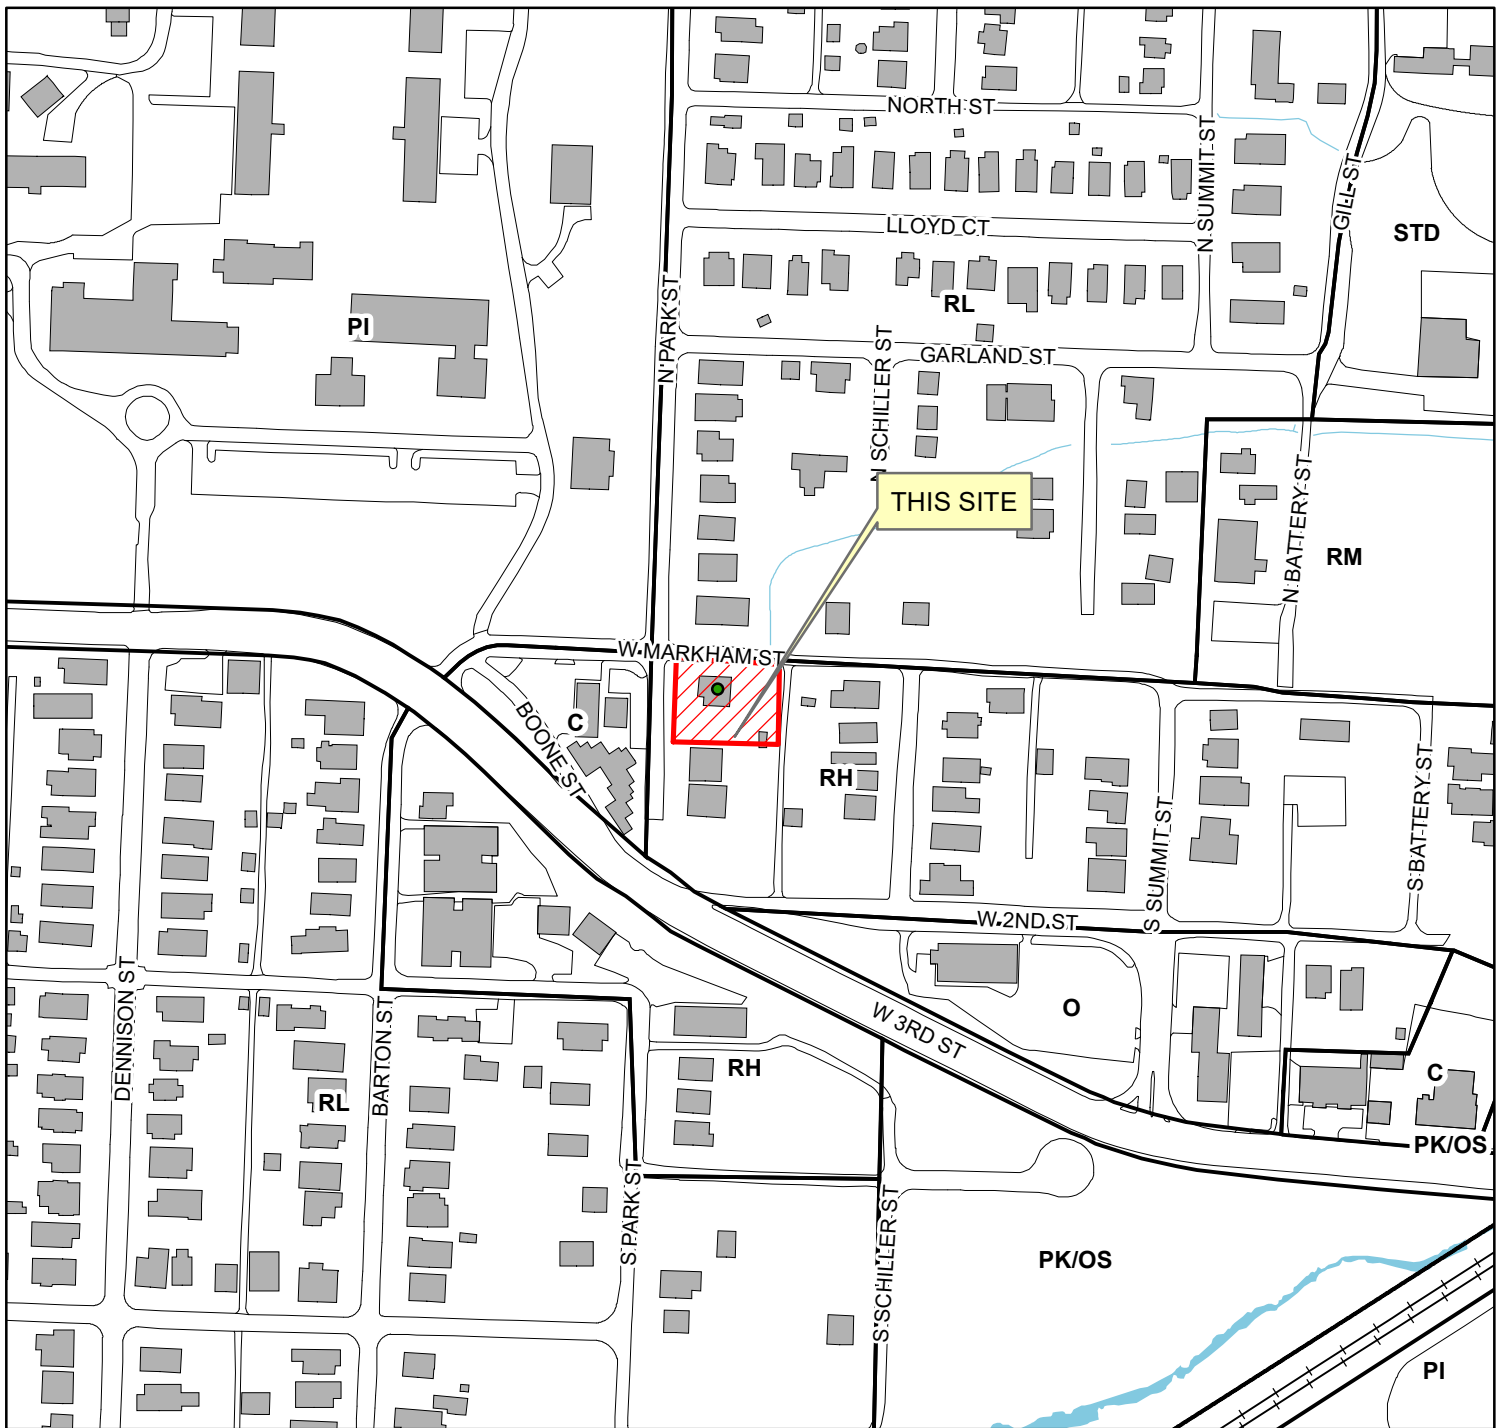 NORTH ST
N SUMMIT ST
GILL ST
LLOYD CT
STD
N PARK ST
RL
PI
N SCHILLER ST
GARLAND ST
THIS SITE
N BATTERY ST
RM
W MARKHAM ST
BOONE ST
C
RH
S SUMMIT ST
S BATTERY ST
W 2ND ST
DENNISON ST
BARTON ST
W 3RD ST
O
RH
C
RL
PK/OS
S PARK ST
S SCHILLER ST
PK/OS
PI